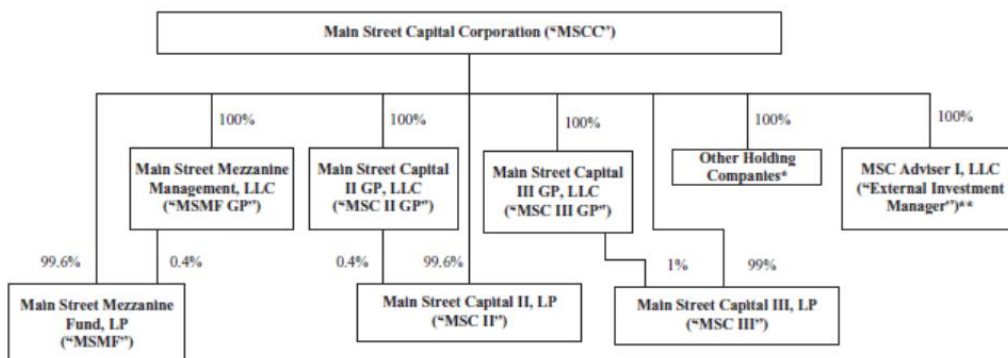 Main Street Capital Corporation (“MSCC”)
100%
100%
100%
100%
100%
Main Street Mezzanine
Management, LLC
(“MSMF GP”)
Main Street Capital
II GP, LLC
(“MSC II GP”)
Main Street Capital
III GP, LLC
(“MSC III GP”)
Other Holding
Companies*
MSC Adviser I, LLC
(“External Investment
Manager”)**
99.6%
0.4%
0.4%
99.6%
1%
99%
Main Street Mezzanine
Fund, LP
(“MSMF”)
Main Street Capital II, LP
(“MSC II”)
Main Street Capital III, LP
(“MSC III”)